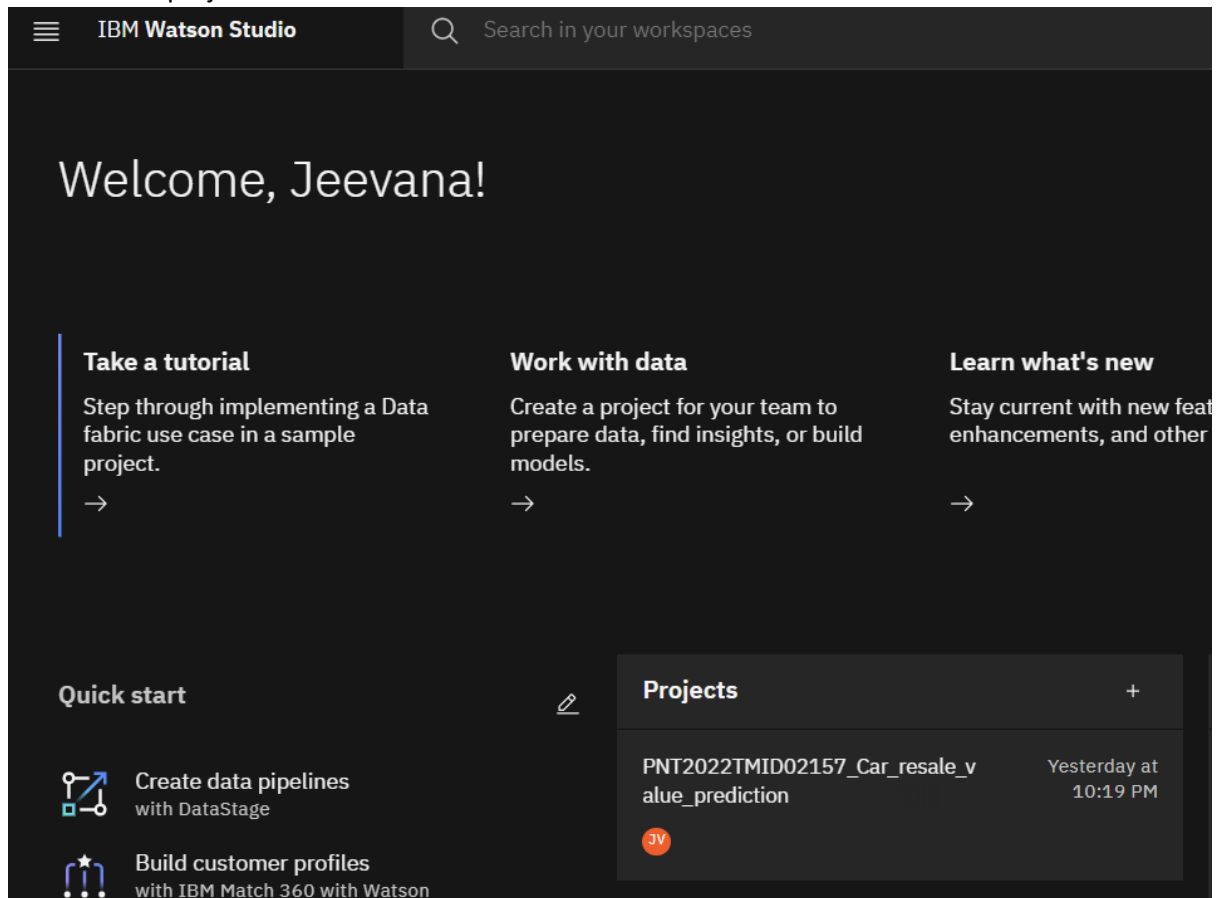 IBM Watson Studio
Search in your workspaces
Welcome, Jeevana!
Take a tutorial
Step through implementing a Data
fabric use case in a sample
project.
Work with data
Create a project for your team to
prepare data, find insights, or build
models.
Learn what's new
Stay current with new feat
enhancements, and other
Quick start
Create data pipelines
with DataStage
Build customer profiles
with IBM Match 360 with Watson
Projects
+
PNT2022TMID02157_Car_resale_v
alue_prediction
Yesterday at
10:19 PM
JV